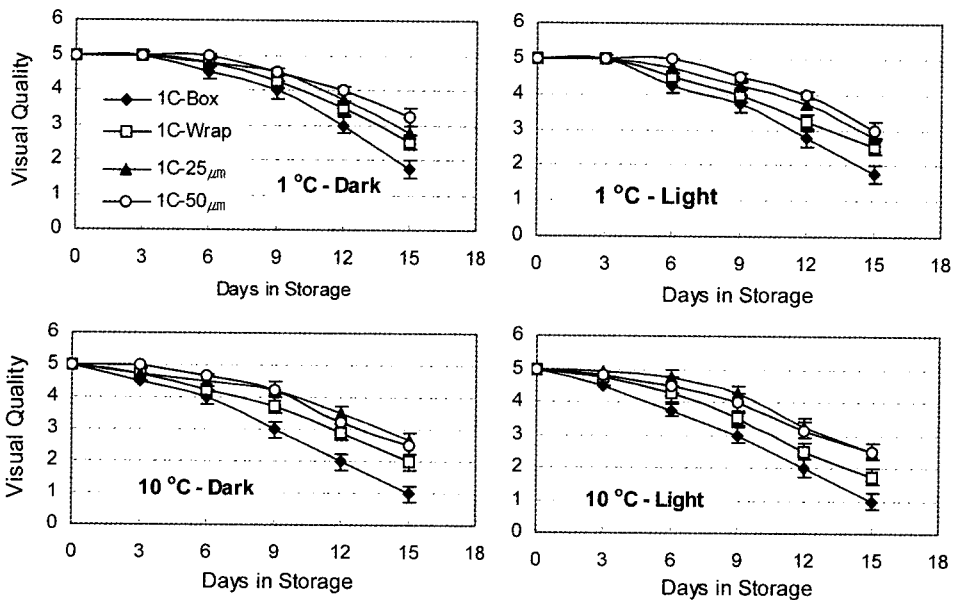 Visual Quality
6
5
4
3
2
1
0
1C-Box
1C-Wrap
1C-25㎛
1C-50㎛
1 °C - Dark
0 3 6 9 12 15 18
Days in Storage
6
5
4
3
2
1
0
1 °C - Light
0 3 6 9 12 15 18
Days in Storage
Visual Quality
6
5
4
3
2
1
0
10 °C - Dark
0 3 6 9 12 15 18
Days in Storage
6
5
4
3
2
1
0
10 °C - Light
0 3 6 9 12 15 18
Days in Storage